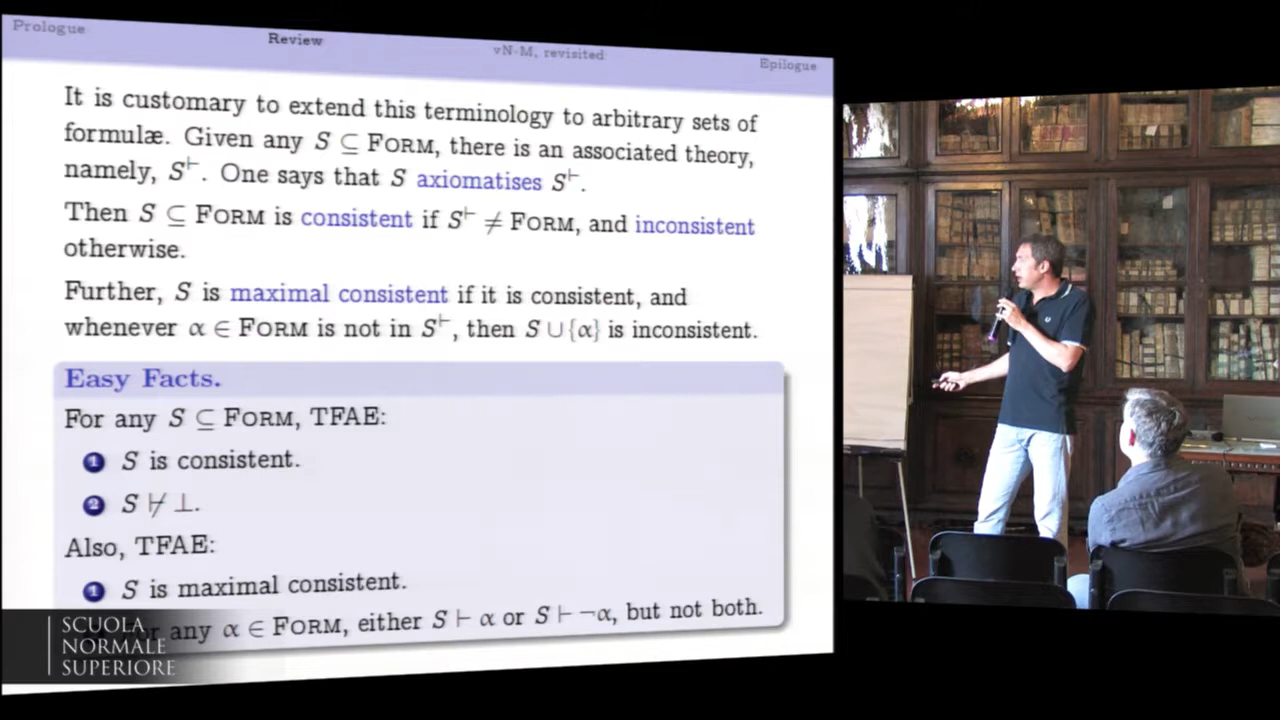 Prologue Review vN-M, revisited Epilogue
It is customary to extend this terminology to arbitrary sets of
formulæ. Given any S ⊆ FORM, there is an associated theory,
namely, S⊢. One says that S axiomatises S⊢.
Then S ⊆ FORM is consistent if S⊢ ≠ FORM, and inconsistent
otherwise.
Further, S is maximal consistent if it is consistent, and
whenever α ∈ FORM is not in S⊢, then S ∪ {α} is inconsistent.
Easy Facts.
For any S ⊆ FORM, TFAE:
1 S is consistent.
2 S ⊬ ⊥.
Also, TFAE:
1 S is maximal consistent.
any α ∈ FORM, either S ⊢ α or S ⊢ ¬α, but not both.
SCUOLA
NORMALE
SUPERIORE